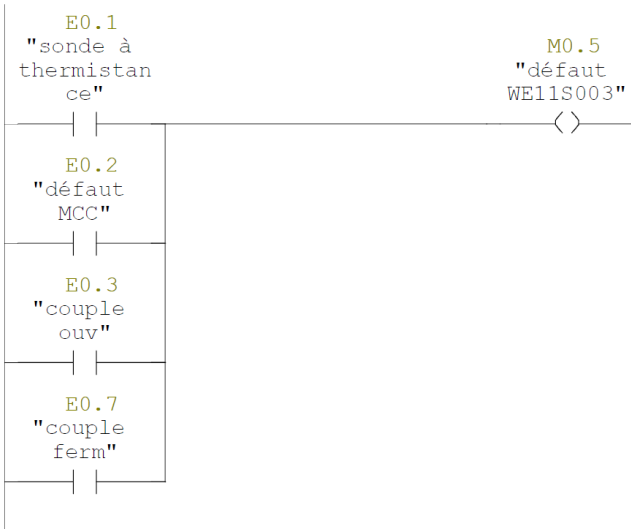 E0.1
"sonde à
thermistan
ce"
M0.5
"défaut
WE11S003"
E0.2
"défaut
MCC"
E0.3
"couple
ouv"
E0.7
"couple
ferm"